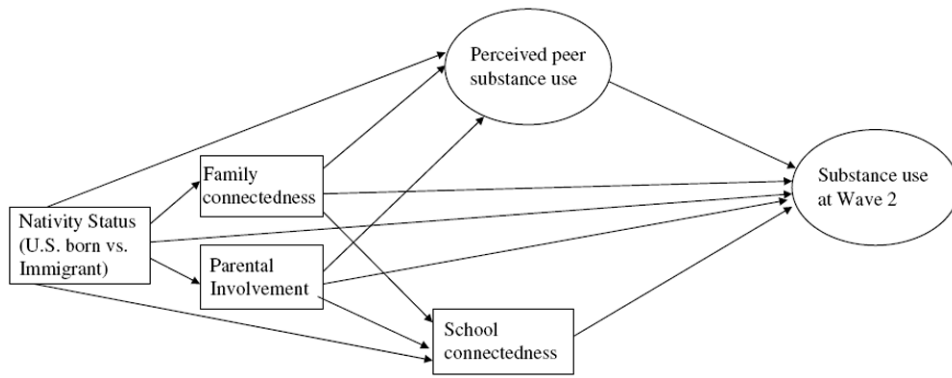 Perceived peer
substance use
Family
connectedness
Substance use
at Wave 2
Nativity Status
(U.S. born vs.
Immigrant)
Parental
Involvement
School
connectedness